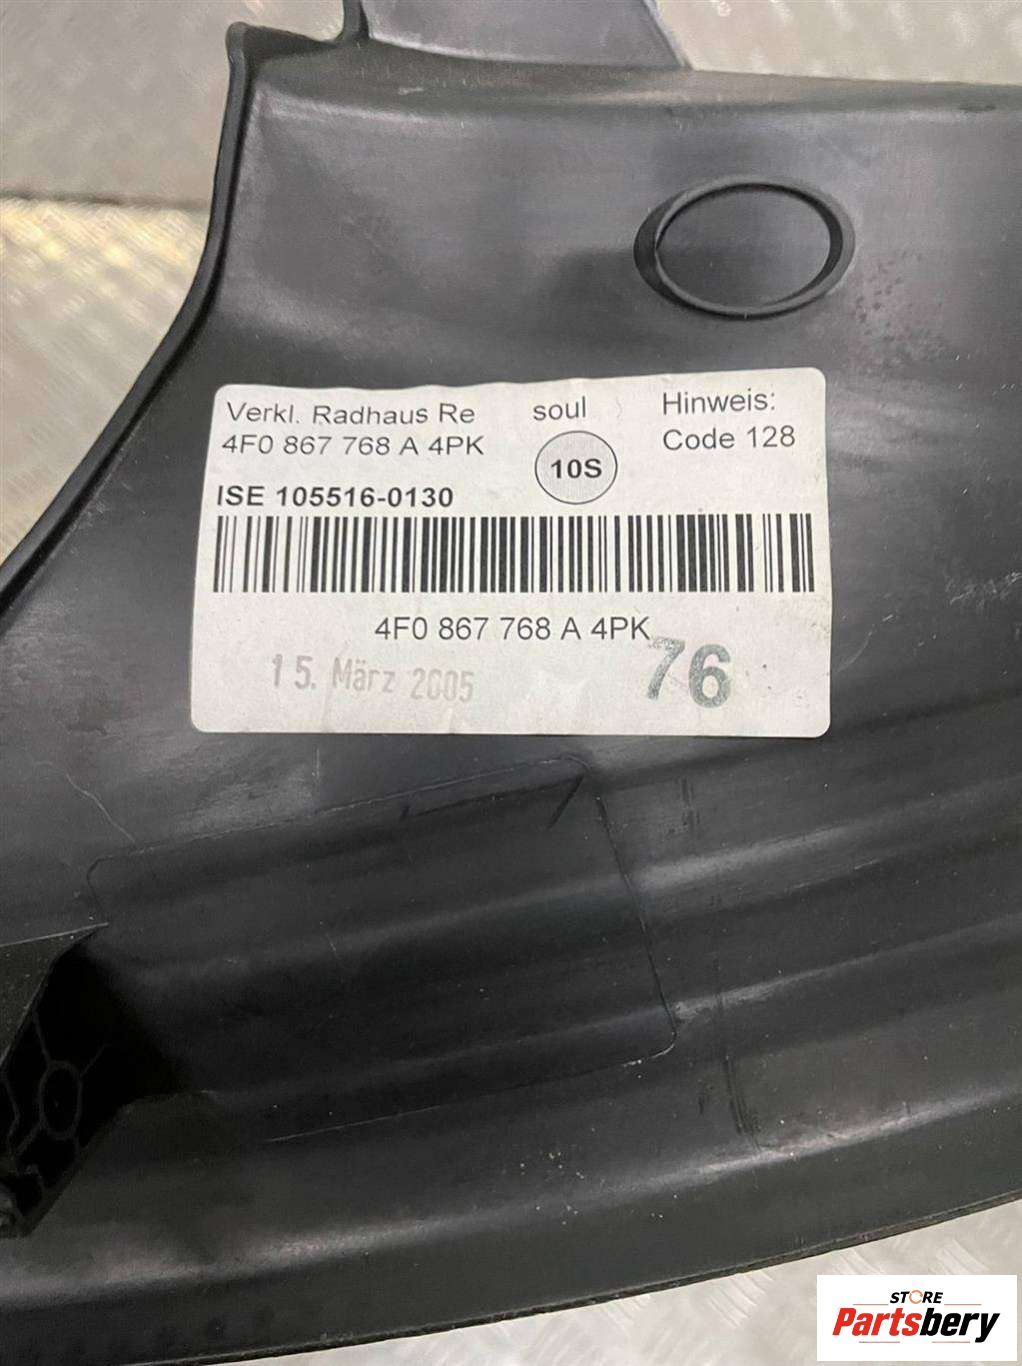 Verkl. Radhaus Re
4F0 867 768 A 4PK
soul
10S
Hinweis:
Code 128
ISE 105516-0130
4F0 867 768 A 4PK
15. März 2005
76
STORE
Partsbery